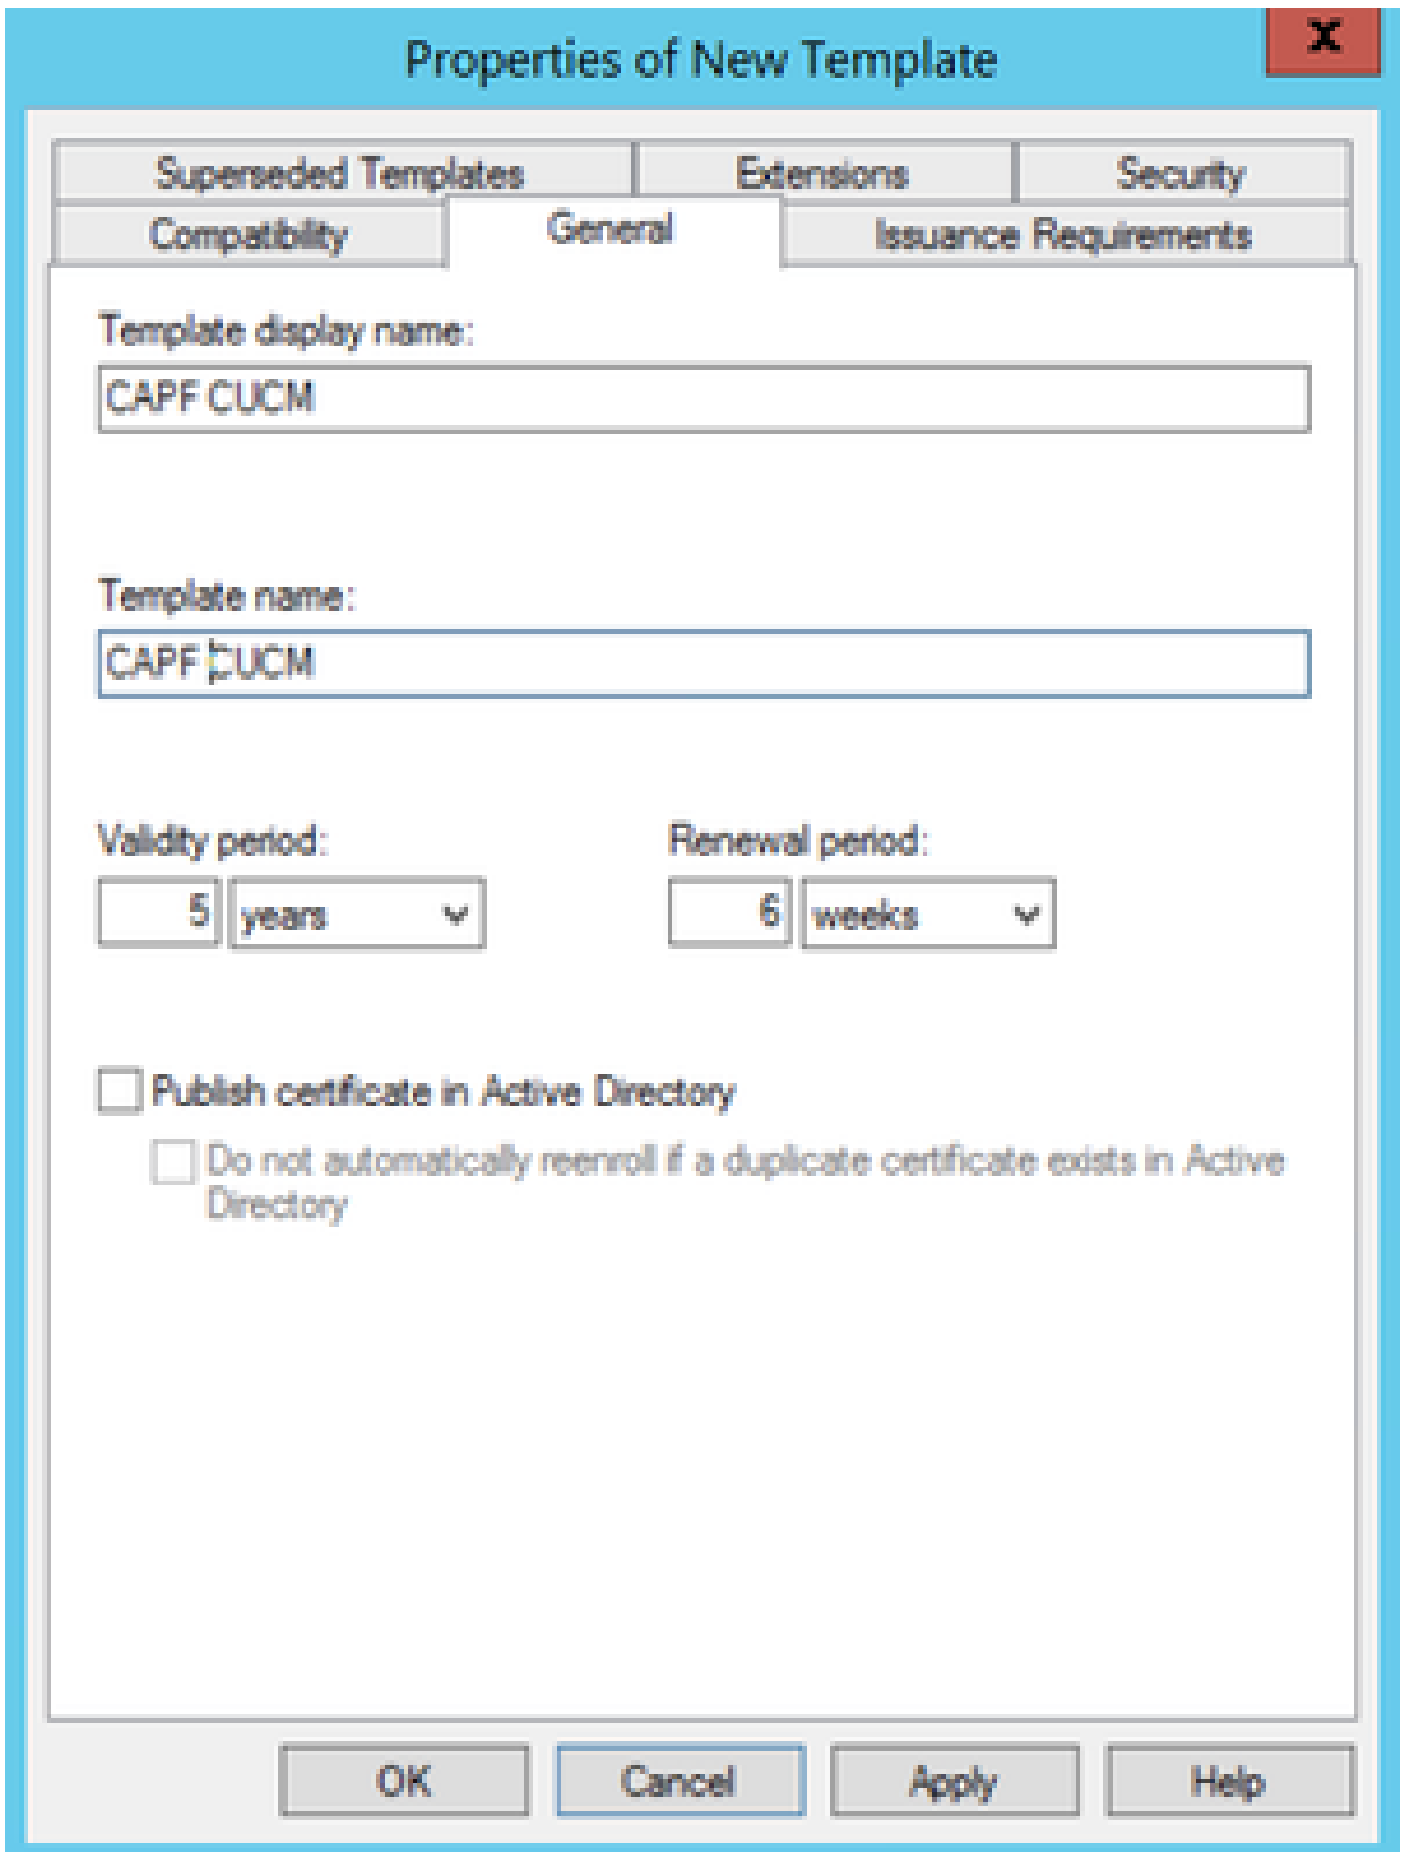 Properties of New Template
x
Superseded Templates Extensions Security
Compatibility General Issuance Requirements
Template display name:
CAPF CUCM
Template name:
CAPF CUCM
Validity period: Renewal period:
5 years 6 weeks
Publish certificate in Active Directory
Do not automatically reenroll if a duplicate certificate exists in Active
Directory
OK Cancel Apply Help